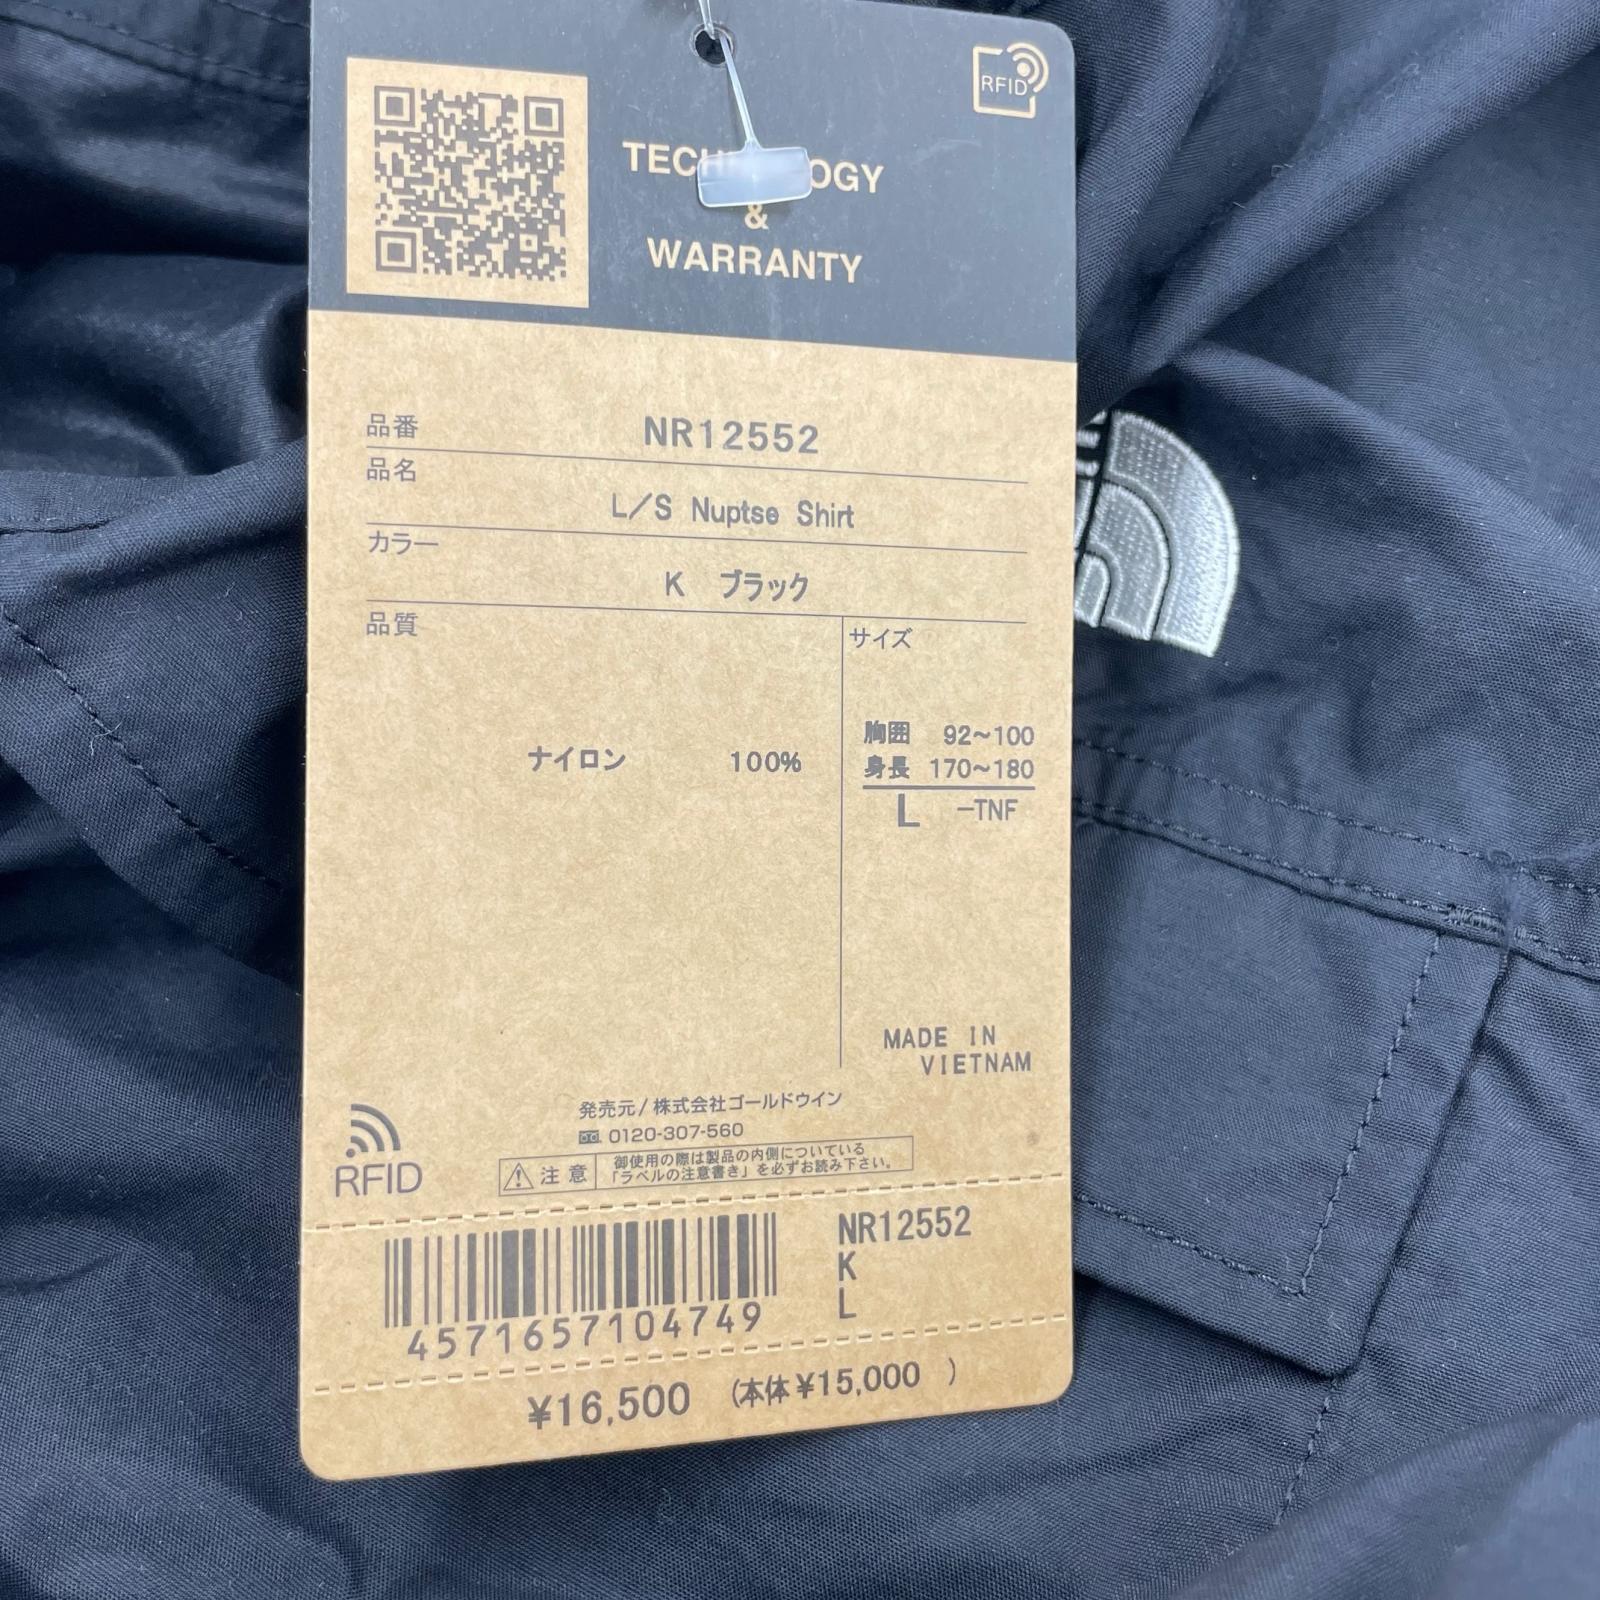 RFID
TECHNOLOGY
&
WARRANTY
品番 NR12552
品名
L/S Nuptse Shirt
カラー
K ブラック
品質
サイズ
ナイロン 100%
胸囲 92～100
身長 170～180
L -TNF
MADE IN
VIETNAM
発売元/株式会社ゴールドウイン
0120-307-560
注意
御使用の際は製品の内側についている
「ラベルの注意書き」を必ずお読み下さい。
RFID
NR12552
K
L
4571657104749
¥16,500 (本体¥15,000 )